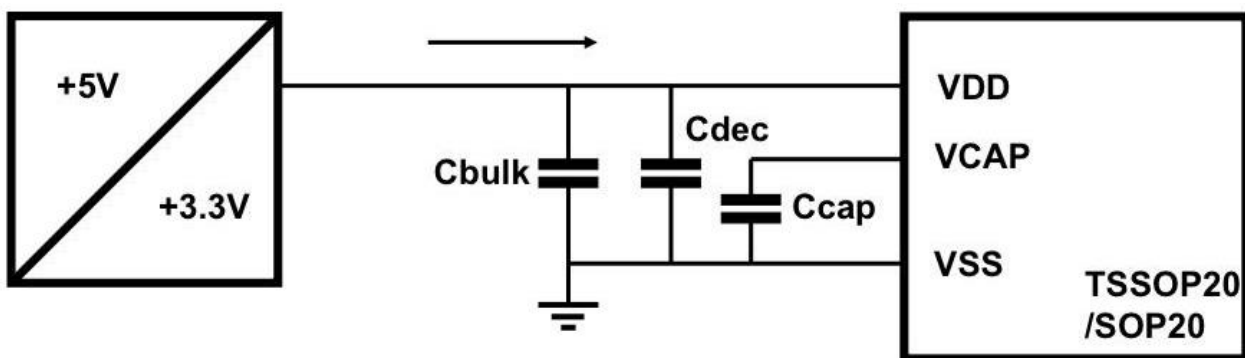 +5V
+3.3V
Cbulk
Cdec
Ccap
VDD
VCAP
VSS
TSSOP20
/SOP20